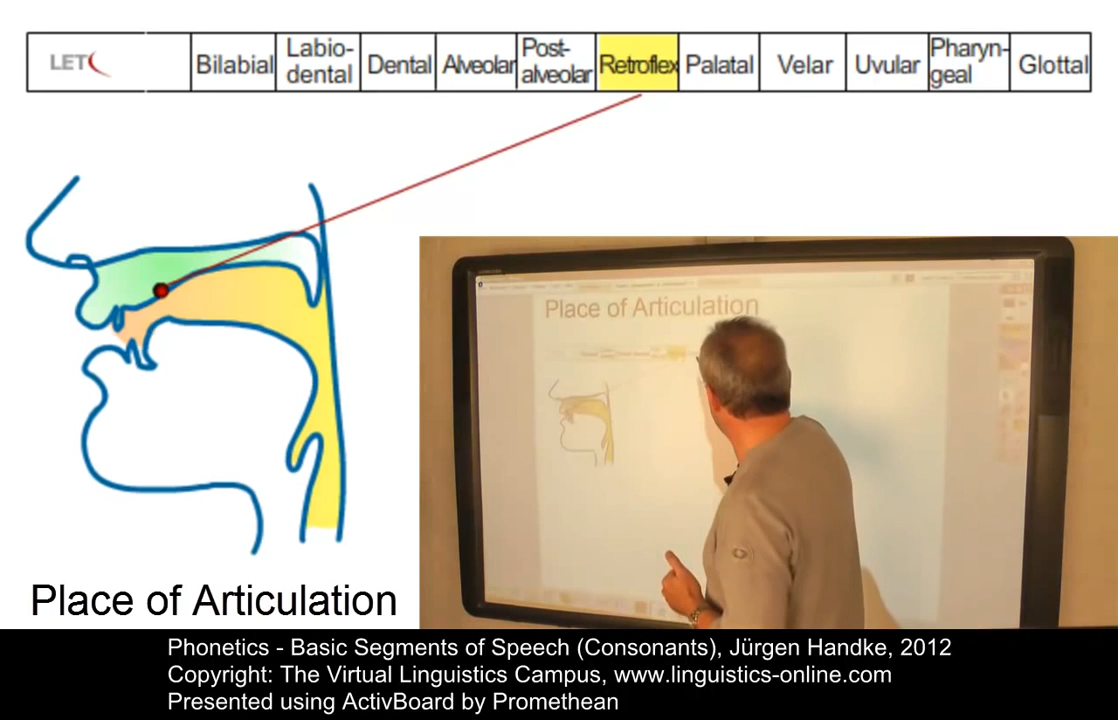 LET
Bilabial
Labio-
dental
Dental
Alveolar
Post-
alveolar
Retroflex
Palatal
Velar
Uvular
Pharyn-
geal
Glottal
Place of Articulation
Place of Articulation
Phonetics - Basic Segments of Speech (Consonants), Jürgen Handke, 2012
Copyright: The Virtual Linguistics Campus, www.linguistics-online.com
Presented using ActivBoard by Promethean